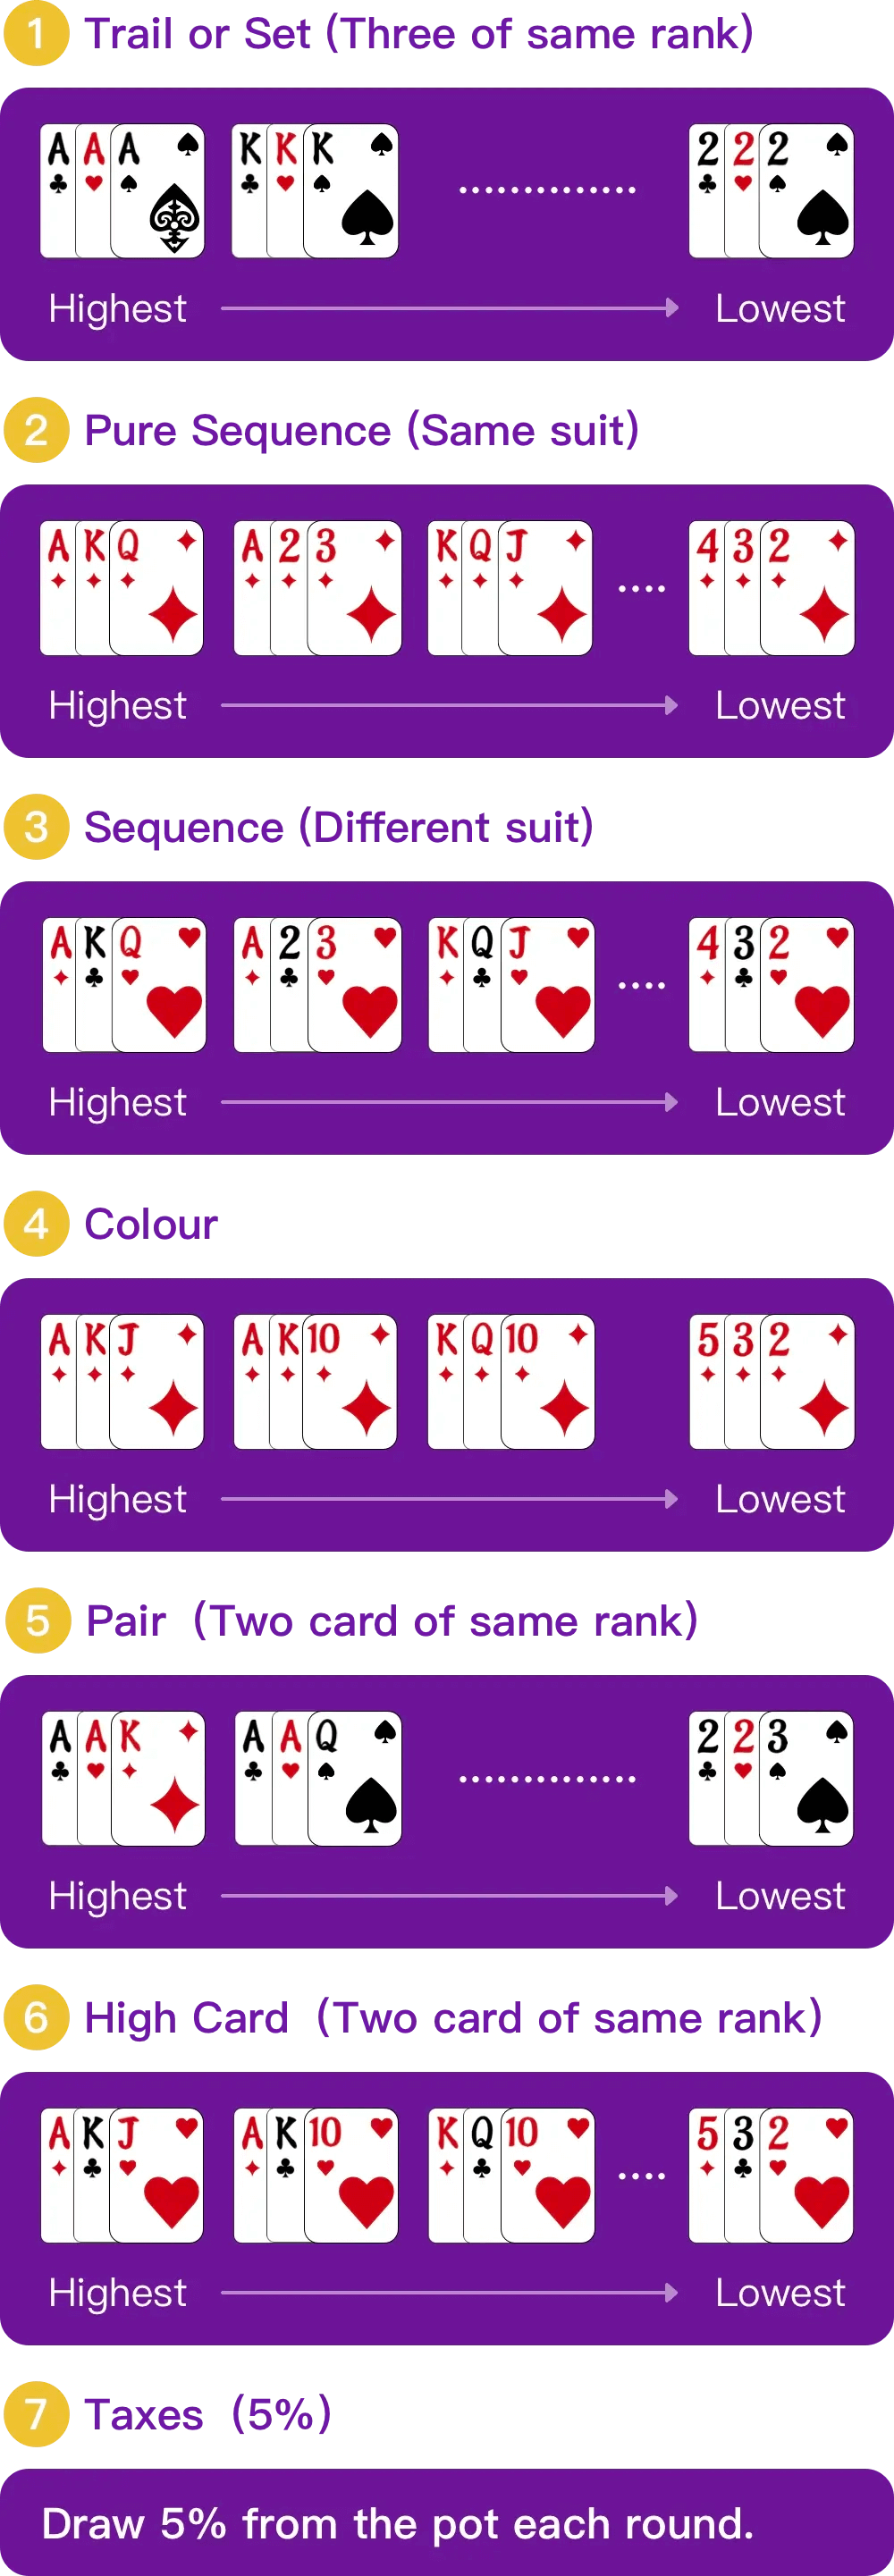 1 Trail or Set (Three of same rank)
A A A K K K 2 2 2
Highest Lowest
2 Pure Sequence (Same suit)
A K Q A 2 3 K Q J 4 3 2
Highest Lowest
3 Sequence (Different suit)
A K Q A 2 3 K Q J 4 3 2
Highest Lowest
4 Colour
A K J A K 10 K Q 10 5 3 2
Highest Lowest
5 Pair (Two card of same rank)
A A K A A Q 2 2 3
Highest Lowest
6 High Card (Two card of same rank)
A K J A K 10 K Q 10 5 3 2
Highest Lowest
7 Taxes (5%)
Draw 5% from the pot each round.